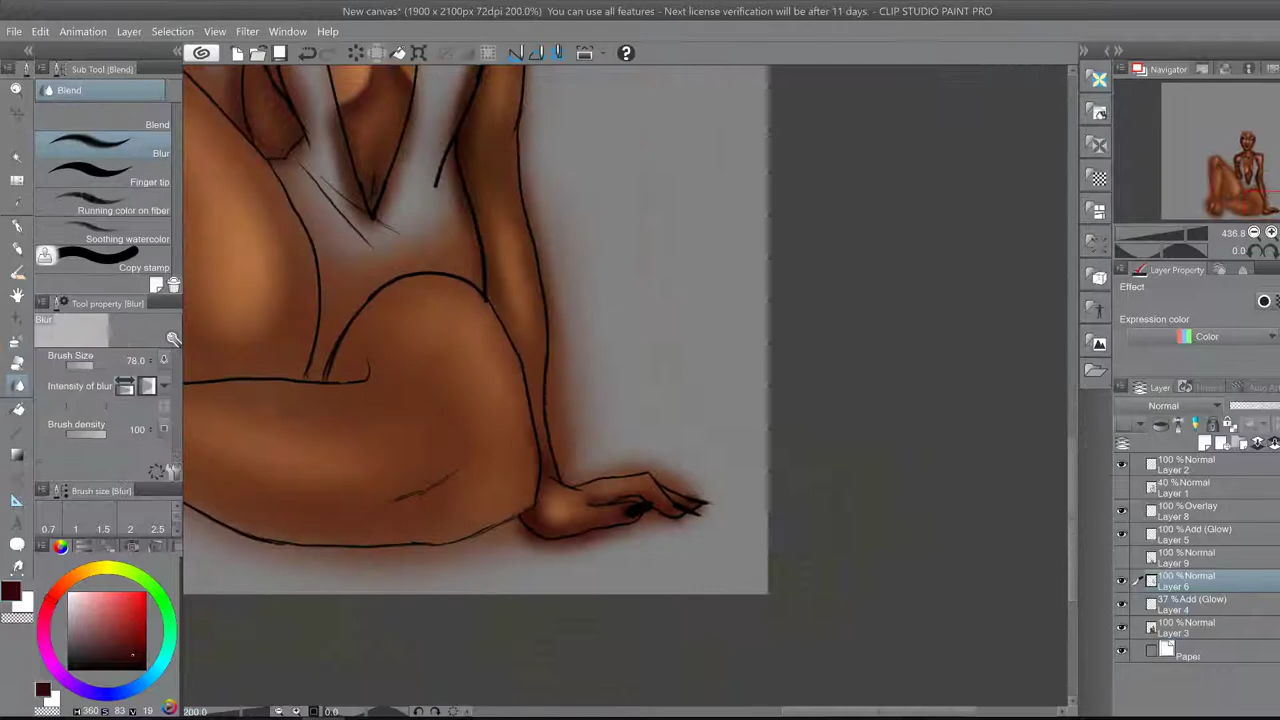 New canvas* (1900 x 2100px 72dpi 200.0%) You can use all features - Next license verification will be after 11 days. - CLIP STUDIO PAINT PRO
File Edit Animation Layer Selection View Filter Window Help
Sub Tool [Blend]
Navigator
Blend
Blend
Blur
Finger tip
Running color on fiber
Soothing watercolor
Copy stamp
436.8
0.0
Layer Property
Effect
Expression color
Color
Tool property [Blur]
Blur
Brush Size 78.0
Intensity of blur
Brush density 100
Layer
Normal
100 %Normal
Layer 2
40 %Normal
Layer 1
100 %Overlay
Layer 8
100 %Add (Glow)
Layer 5
100 %Normal
Layer 9
100 %Normal
Layer 6
37 %Add (Glow)
Layer 4
100 %Normal
Layer 3
Paper
Brush size [Blur]
0.7 1 1.5 2 2.5
H 360 S 83 V 19
200.0
0.0